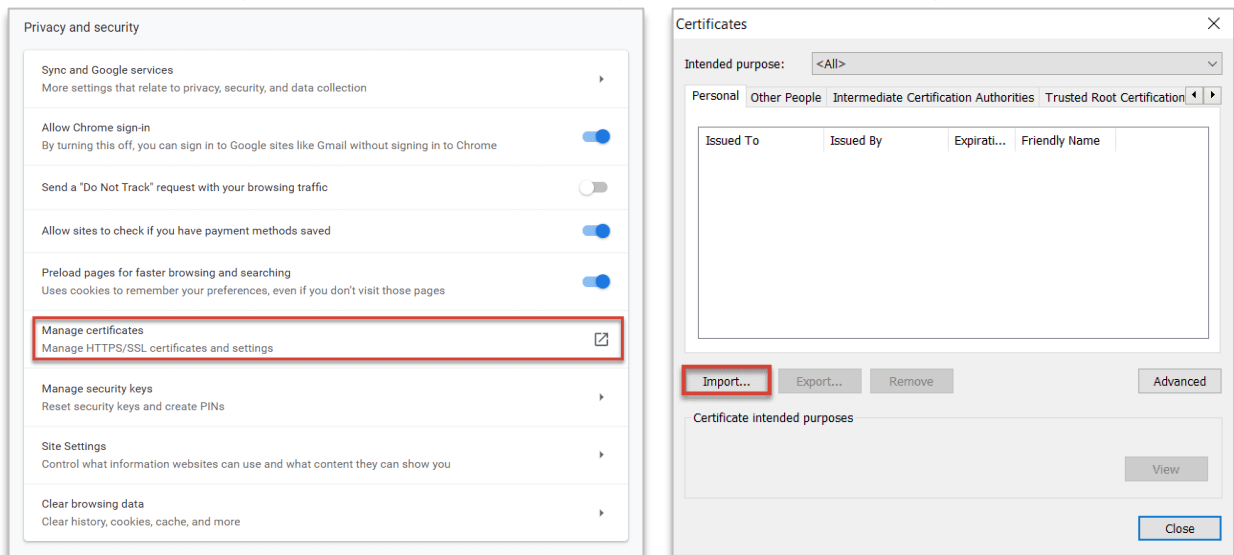 Privacy and security
Sync and Google services
More settings that relate to privacy, security, and data collection
Allow Chrome sign-in
By turning this off, you can sign in to Google sites like Gmail without signing in to Chrome
Send a "Do Not Track" request with your browsing traffic
Allow sites to check if you have payment methods saved
Preload pages for faster browsing and searching
Uses cookies to remember your preferences, even if you don't visit those pages
Manage certificates
Manage HTTPS/SSL certificates and settings
Manage security keys
Reset security keys and create PINs
Site Settings
Control what information websites can use and what content they can show you
Clear browsing data
Clear history, cookies, cache, and more
Certificates
Intended purpose: <All>
Personal Other People Intermediate Certification Authorities Trusted Root Certification
Issued To Issued By Expirati... Friendly Name
Import... Export... Remove Advanced
Certificate intended purposes
View
Close